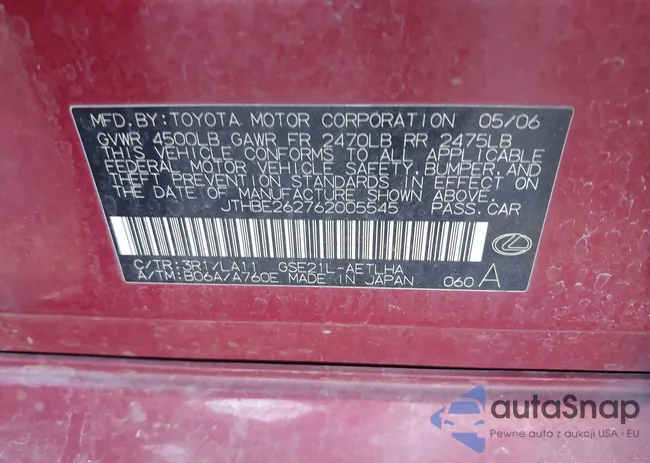 MFD. BY: TOYOTA MOTOR CORPORATION 05/06
GVWR 4500LB GAWR FR 2470LB RR 2475LB
THIS VEHICLE CONFORMS TO ALL APPLICABLE
FEDERAL MOTOR VEHICLE SAFETY, BUMPER, AND
THEFT PREVENTION STANDARDS IN EFFECT ON
THE DATE OF MANUFACTURE SHOWN ABOVE.
JTHBE262762005545 PASS. CAR
C/TR: 3R1/LA11 GSE21L-AETLHA
A/TM: B06A/A760E MADE IN JAPAN 060 A
autaSnap
Pewne auta z aukcji USA i EU